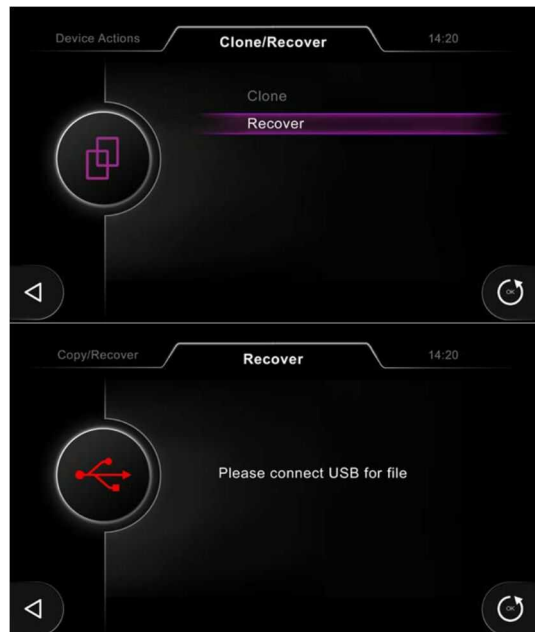 Device Actions
Clone/Recover
14:20
Clone
Recover
OK
Copy/Recover
Recover
14:20
Please connect USB for file
OK